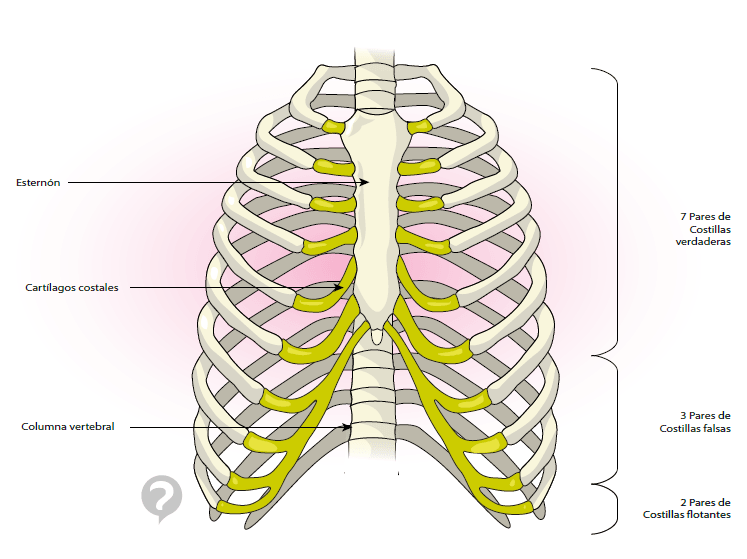 Esternón
7 Pares de
Costillas
verdaderas
Cartílagos costales
3 Pares de
Costillas falsas
Columna vertebral
2 Pares de
Costillas flotantes
?